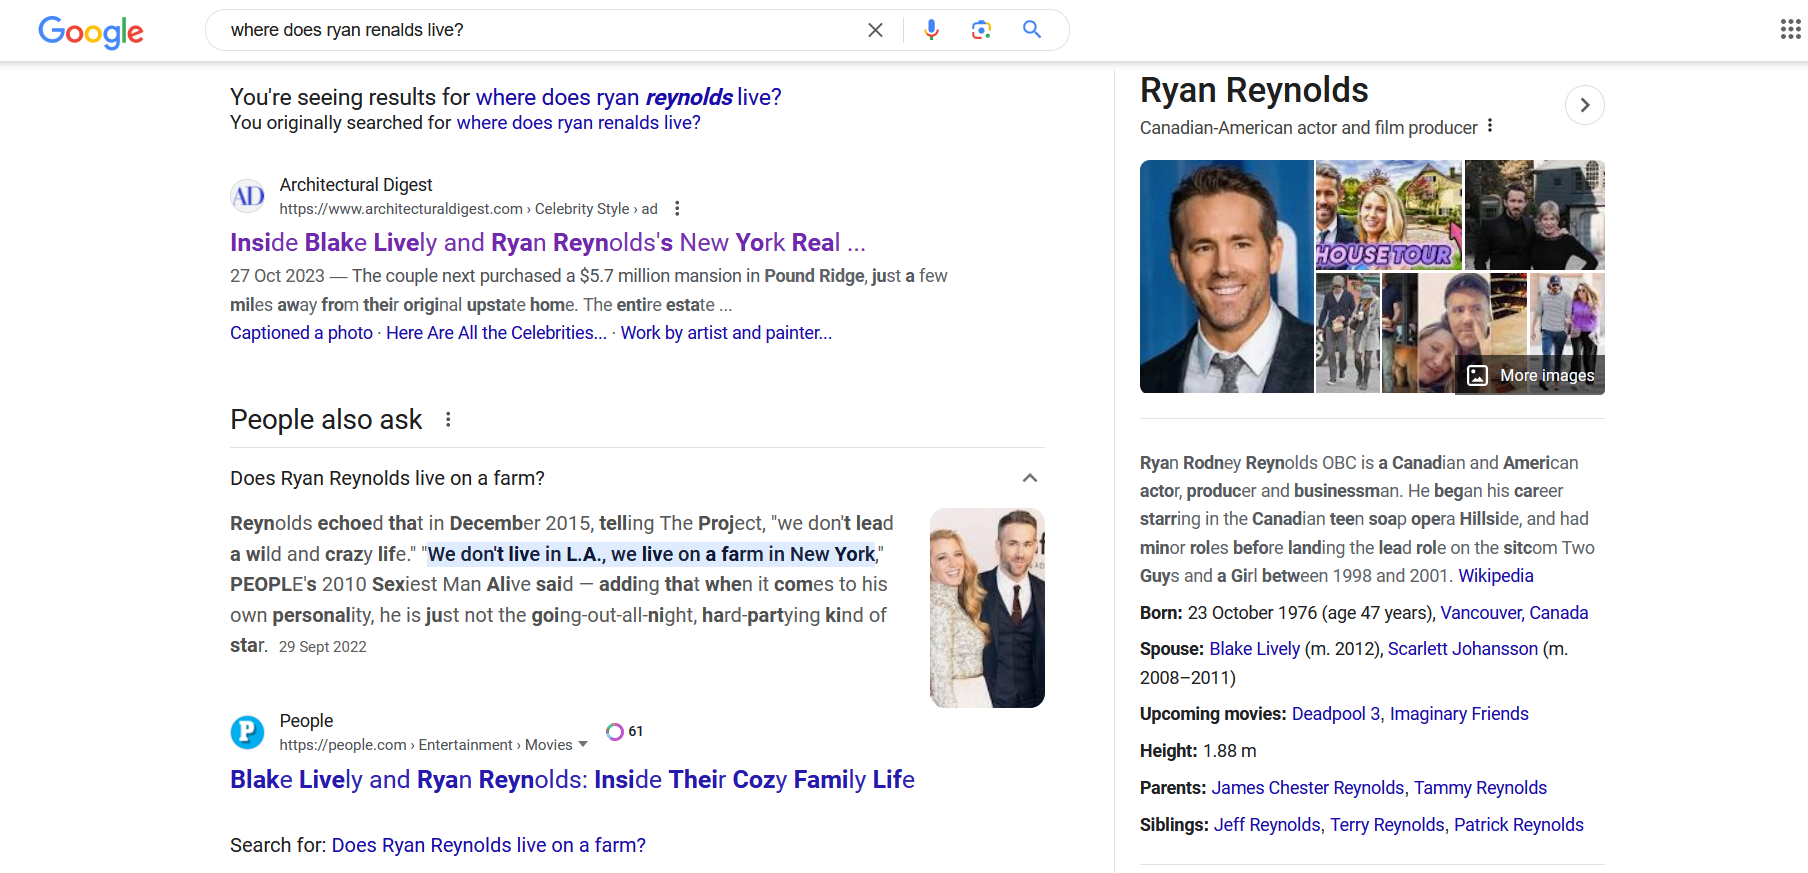 Google
where does ryan renalds live?
You're seeing results for where does ryan reynolds live?
You originally searched for where does ryan renalds live?
AD
Architectural Digest
https://www.architecturaldigest.com › Celebrity Style › ad
Inside Blake Lively and Ryan Reynolds's New York Real ...
27 Oct 2023 — The couple next purchased a $5.7 million mansion in Pound Ridge, just a few
miles away from their original upstate home. The entire estate ...
Captioned a photo · Here Are All the Celebrities... · Work by artist and painter...
People also ask
Does Ryan Reynolds live on a farm?
Reynolds echoed that in December 2015, telling The Project, "we don't lead
a wild and crazy life." "We don't live in L.A., we live on a farm in New York,"
PEOPLE's 2010 Sexiest Man Alive said — adding that when it comes to his
own personality, he is just not the going-out-all-night, hard-partying kind of
star. 29 Sept 2022
P
People
https://people.com › Entertainment › Movies
61
Blake Lively and Ryan Reynolds: Inside Their Cozy Family Life
Search for: Does Ryan Reynolds live on a farm?
Ryan Reynolds
Canadian-American actor and film producer
HOUSE TOUR
More images
Ryan Rodney Reynolds OBC is a Canadian and American
actor, producer and businessman. He began his career
starring in the Canadian teen soap opera Hillside, and had
minor roles before landing the lead role on the sitcom Two
Guys and a Girl between 1998 and 2001. Wikipedia
Born: 23 October 1976 (age 47 years), Vancouver, Canada
Spouse: Blake Lively (m. 2012), Scarlett Johansson (m.
2008–2011)
Upcoming movies: Deadpool 3, Imaginary Friends
Height: 1.88 m
Parents: James Chester Reynolds, Tammy Reynolds
Siblings: Jeff Reynolds, Terry Reynolds, Patrick Reynolds